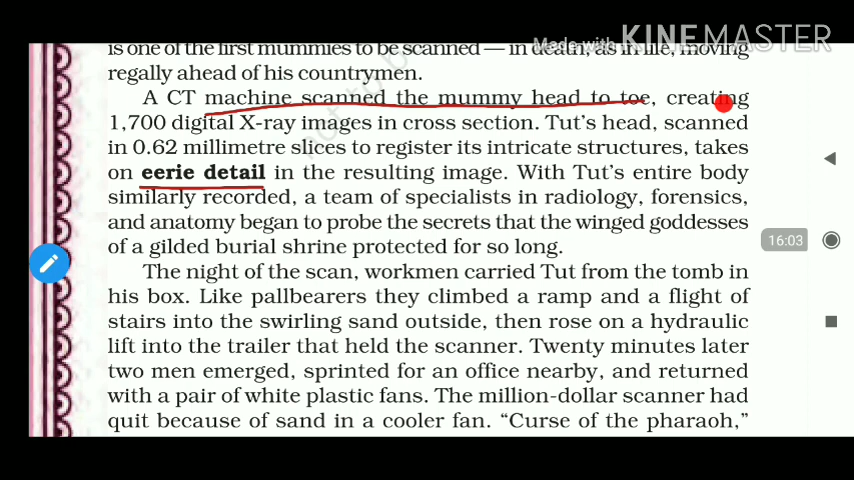 Made with KINEMASTER
is one of the first mummies to be scanned — in death, as in life, moving
regally ahead of his countrymen.
A CT machine scanned the mummy head to toe, creating
1,700 digital X-ray images in cross section. Tut's head, scanned
in 0.62 millimetre slices to register its intricate structures, takes
on eerie detail in the resulting image. With Tut's entire body
similarly recorded, a team of specialists in radiology, forensics,
and anatomy began to probe the secrets that the winged goddesses
of a gilded burial shrine protected for so long.
16:03
The night of the scan, workmen carried Tut from the tomb in
his box. Like pallbearers they climbed a ramp and a flight of
stairs into the swirling sand outside, then rose on a hydraulic
lift into the trailer that held the scanner. Twenty minutes later
two men emerged, sprinted for an office nearby, and returned
with a pair of white plastic fans. The million-dollar scanner had
quit because of sand in a cooler fan. “Curse of the pharaoh,”
not to b